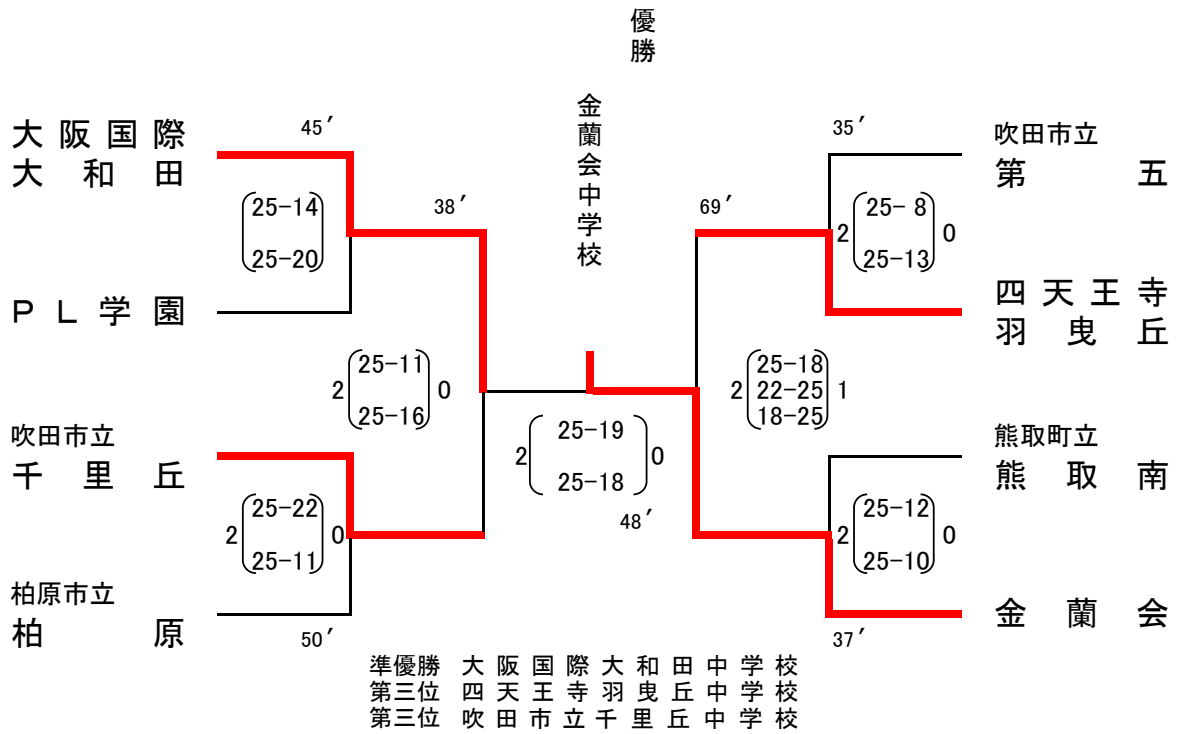 優勝
金蘭会中学校
大阪国際
大和田
45′
25-14
25-20
PL学園
38′
2 25-11 0
25-16
吹田市立
千里丘
2 25-22 0
25-11
柏原市立
柏原
50′
2 25-19 0
25-18
48′
35′
吹田市立
第五
2 25- 8 0
25-13
四天王寺
羽曳丘
69′
25-18
2 22-25 1
18-25
熊取町立
熊取南
2 25-12 0
25-10
金蘭会
37′
準優勝 大阪国際大和田中学校
第三位 四天王寺羽曳丘中学校
第三位 吹田市立千里丘中学校